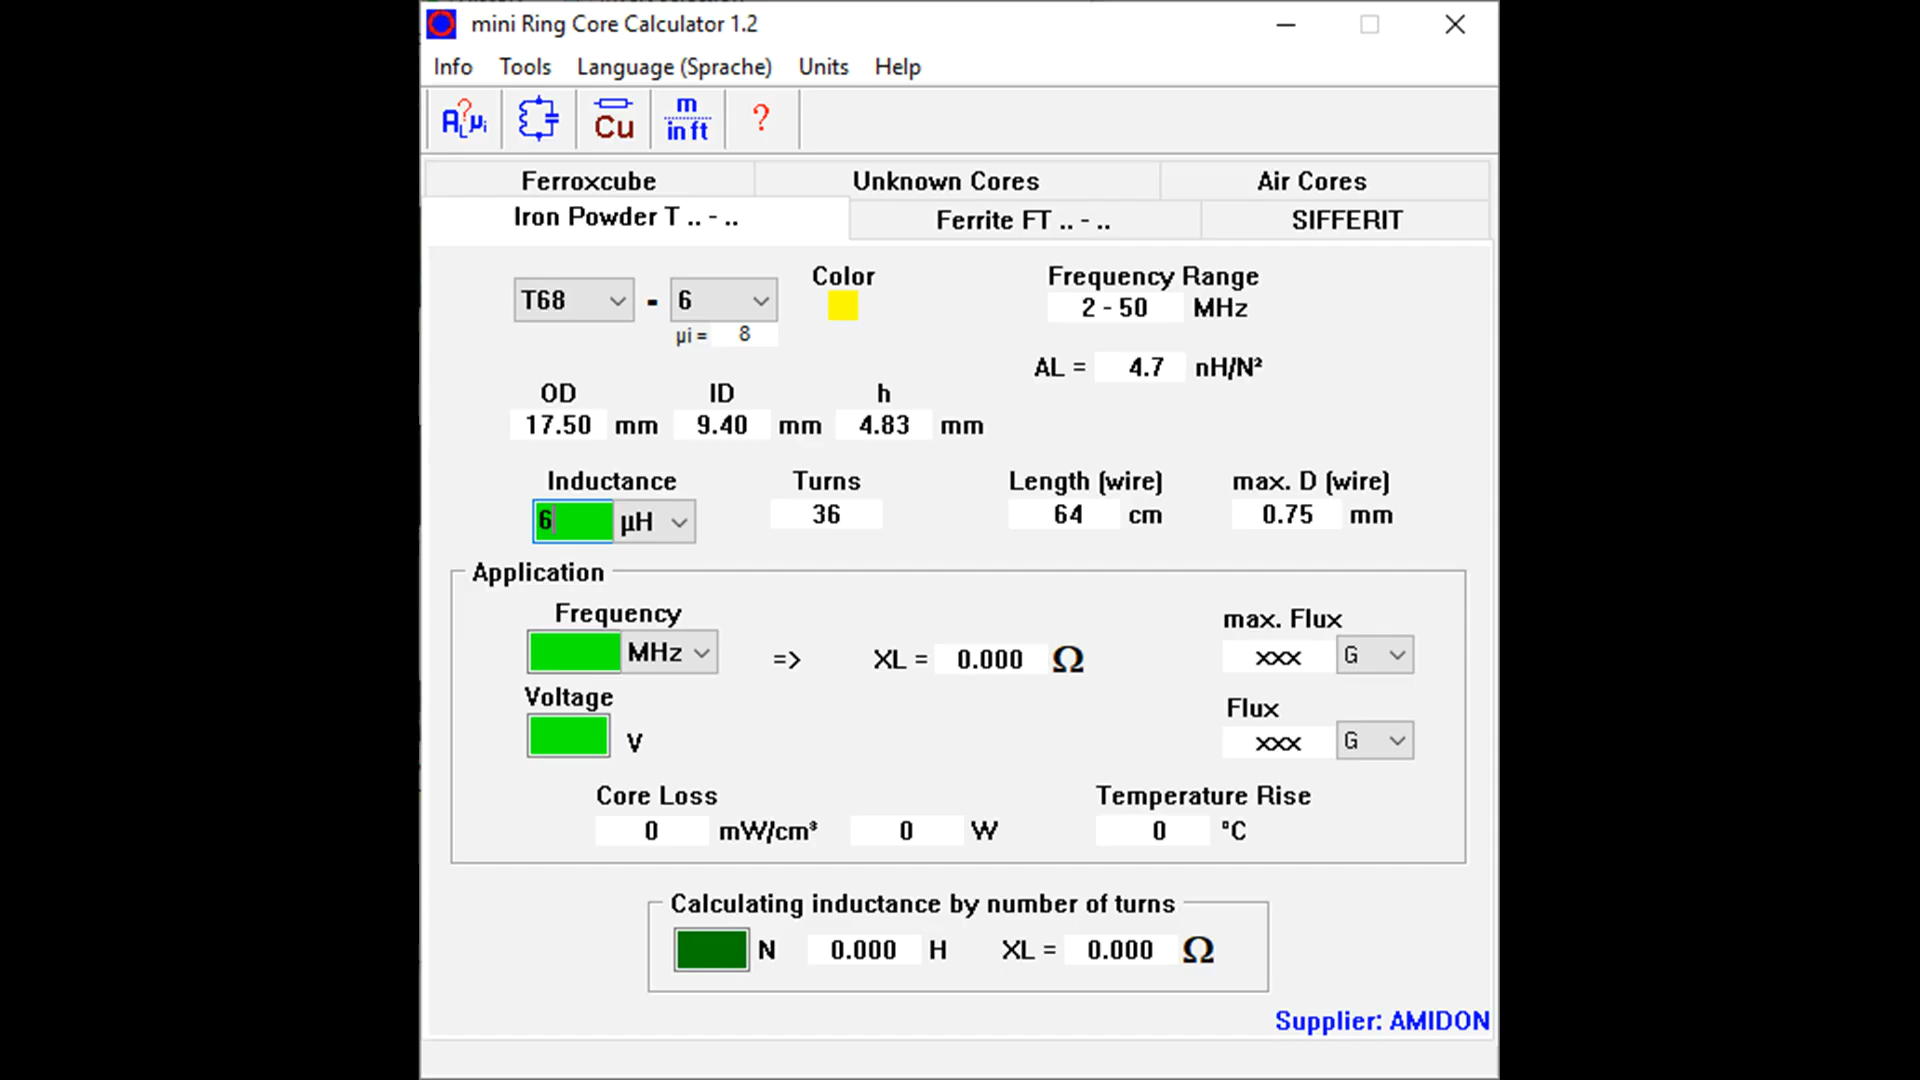 mini Ring Core Calculator 1.2
Info Tools Language (Sprache) Units Help
AL? µi Cu m in ft ?
Ferroxcube Unknown Cores Air Cores
Iron Powder T .. - .. Ferrite FT .. - .. SIFFERIT
Color Frequency Range
T68 - 6 2 - 50 MHz
µi = 8
AL = 4.7 nH/N²
OD ID h
17.50 mm 9.40 mm 4.83 mm
Inductance Turns Length (wire) max. D (wire)
6 µH 36 64 cm 0.75 mm
Application
Frequency max. Flux
MHz => XL = 0.000 Ω xxx G
Voltage Flux
V xxx G
Core Loss Temperature Rise
0 mW/cm³ 0 W 0 °C
Calculating inductance by number of turns
N 0.000 H XL = 0.000 Ω
Supplier: AMIDON